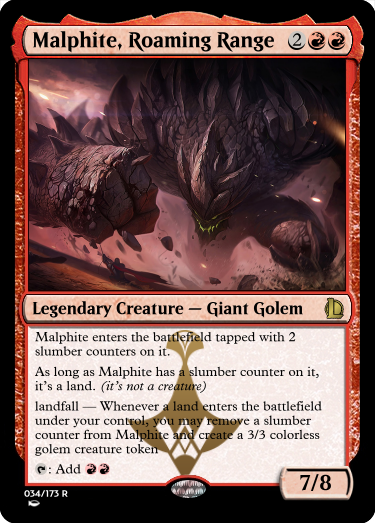 Malphite, Roaming Range 2
Legendary Creature — Giant Golem
Malphite enters the battlefield tapped with 2
slumber counters on it.
As long as Malphite has a slumber counter on it,
it's a land. (it's not a creature)
landfall — Whenever a land enters the battlefield
under your control, you may remove a slumber
counter from Malphite and create a 3/3 colorless
golem creature token
: Add
7/8
034/173 R